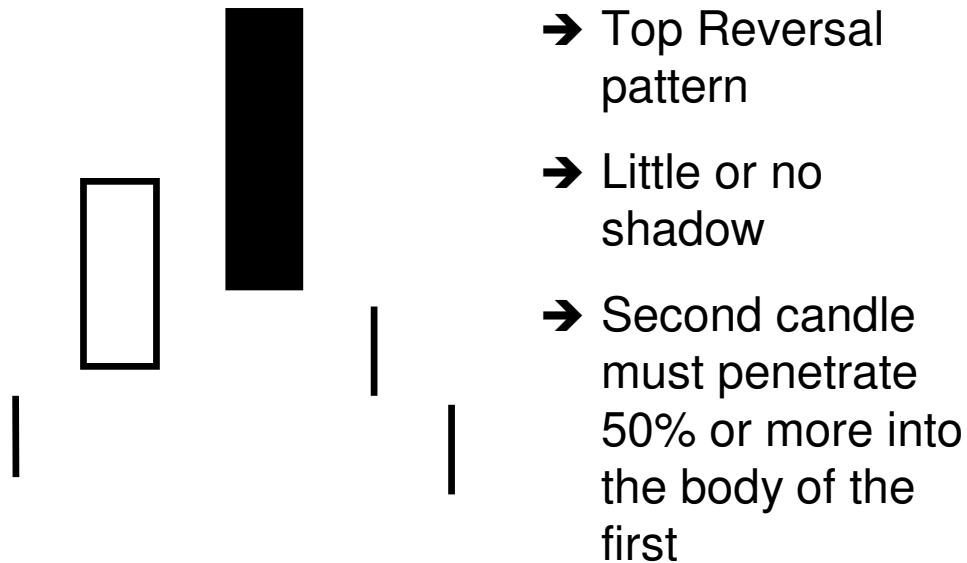 ➔ Top Reversal
pattern
➔ Little or no
shadow
➔ Second candle
must penetrate
50% or more into
the body of the
first